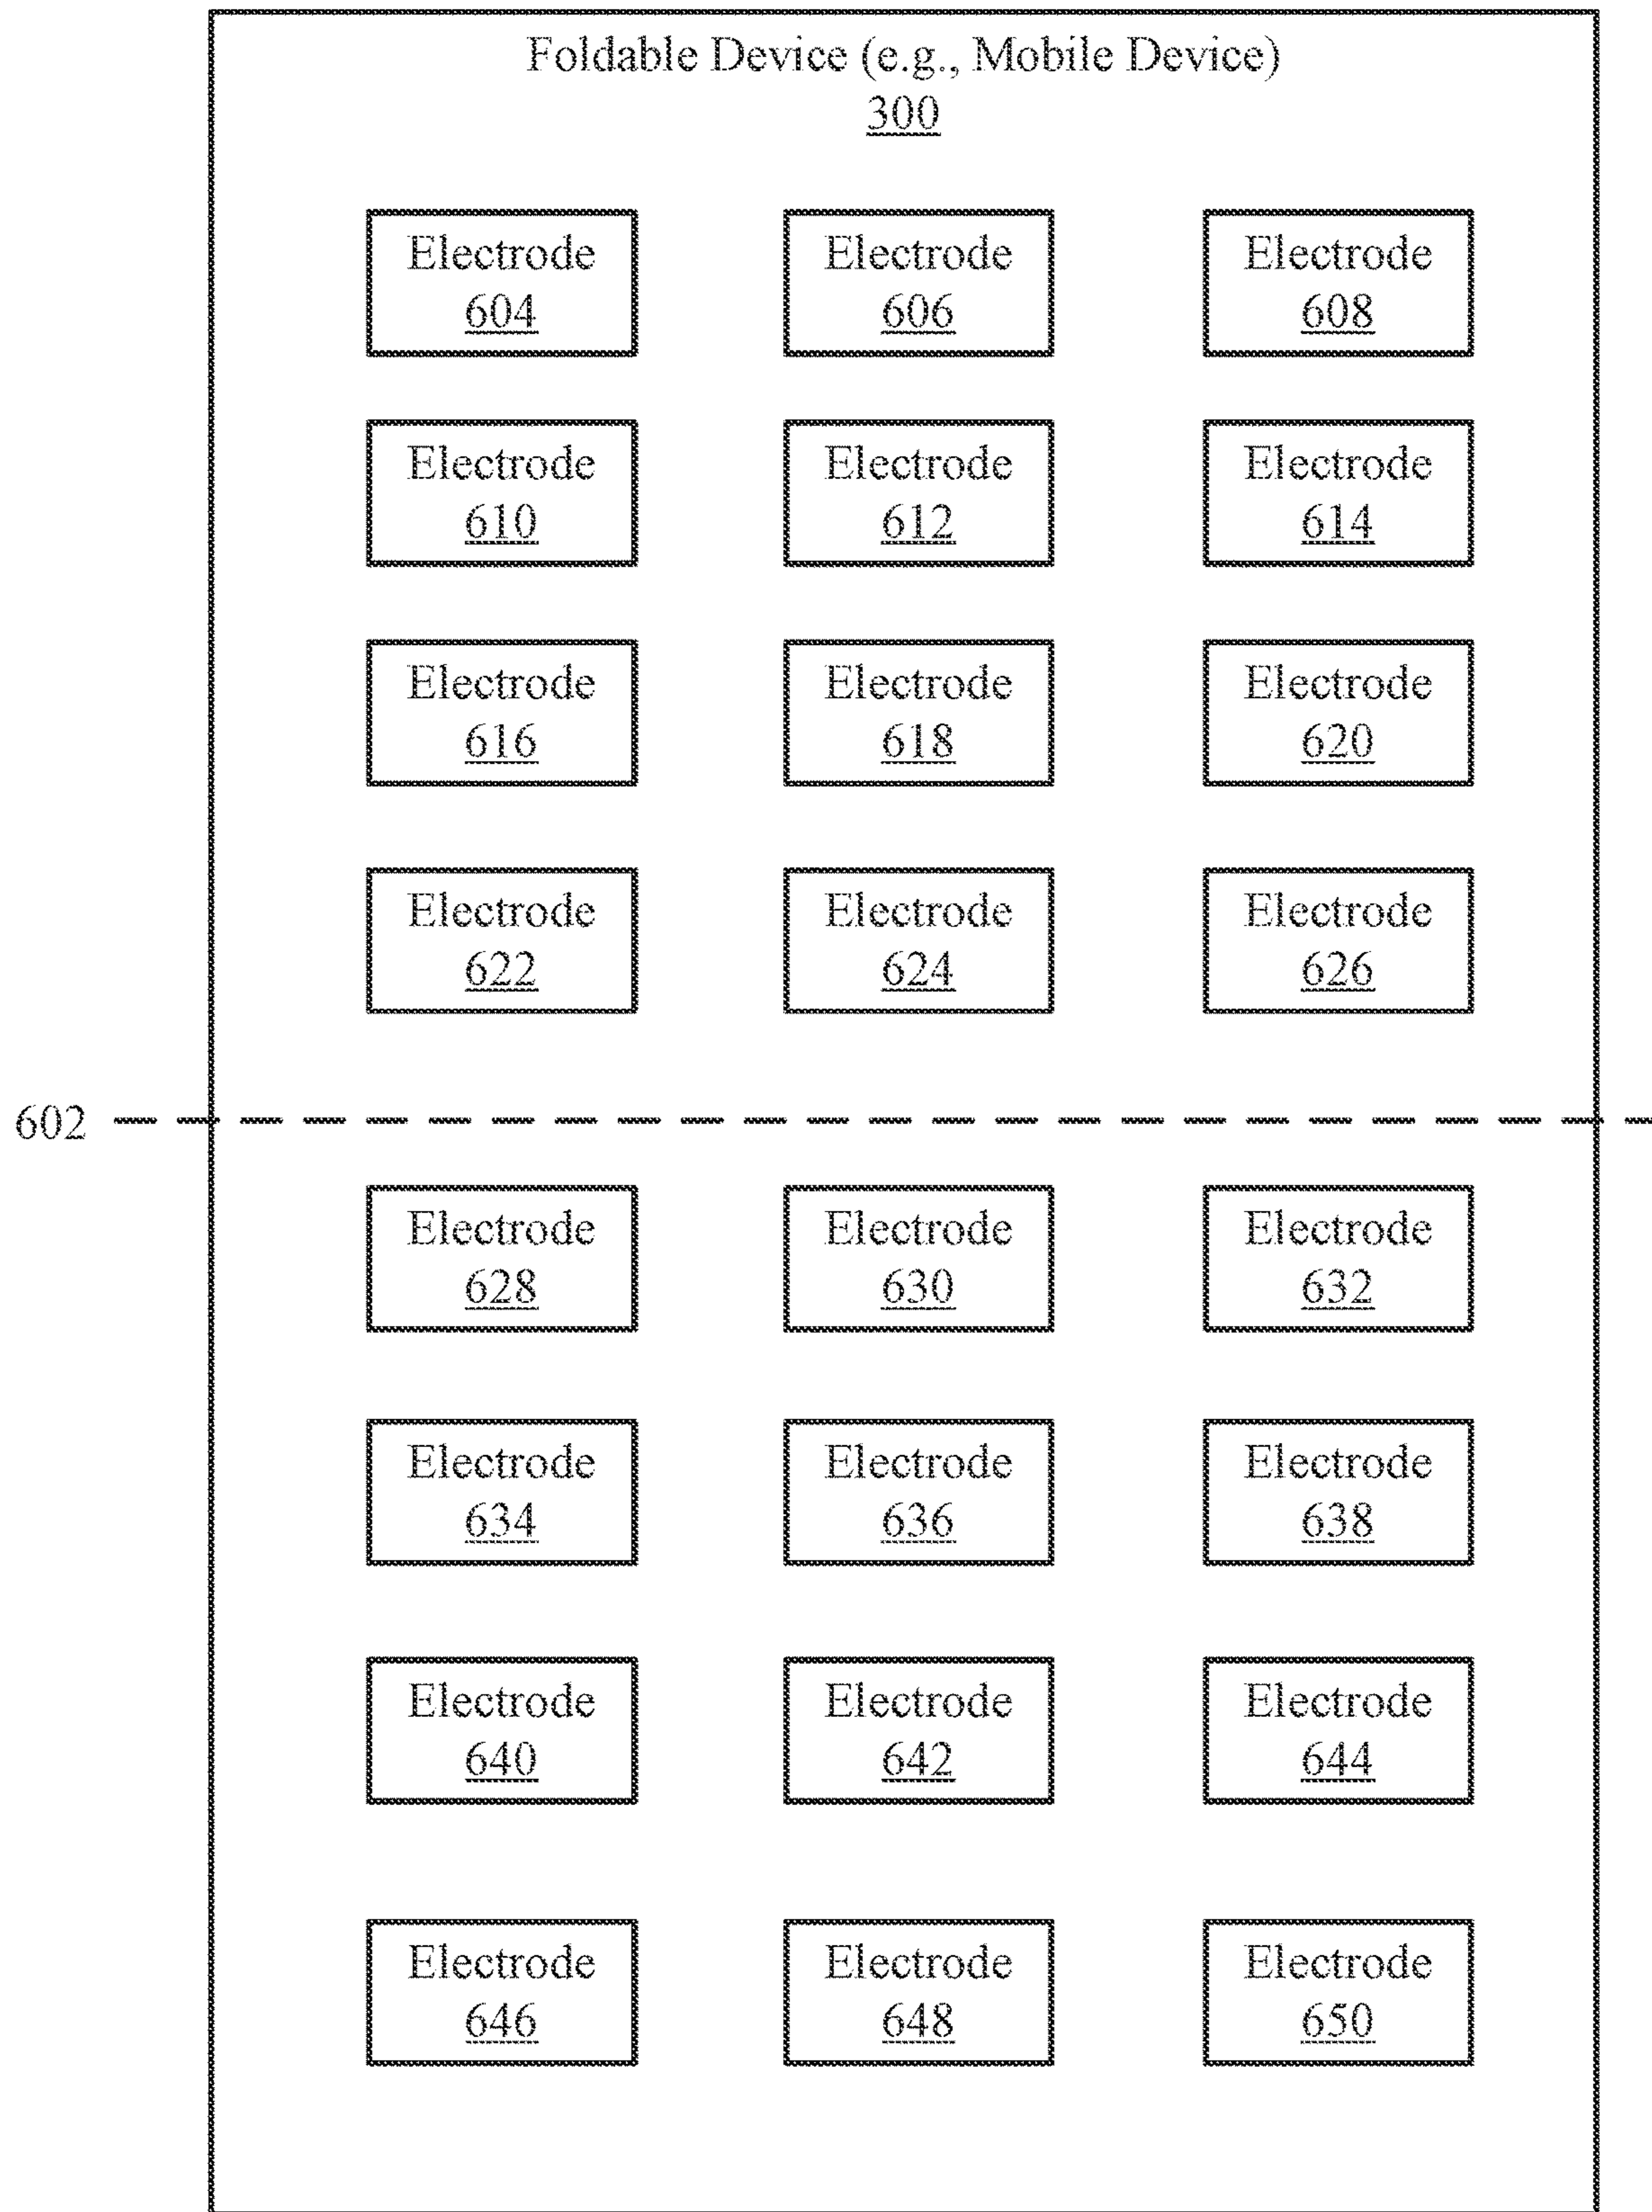 Foldable Device (e.g., Mobile Device)
300
Electrode Electrode Electrode
604 606 608
Electrode Electrode Electrode
610 612 614
Electrode Electrode Electrode
616 618 620
Electrode Electrode Electrode
622 624 626
602
Electrode Electrode Electrode
628 630 632
Electrode Electrode Electrode
634 636 638
Electrode Electrode Electrode
640 642 644
Electrode Electrode Electrode
646 648 650